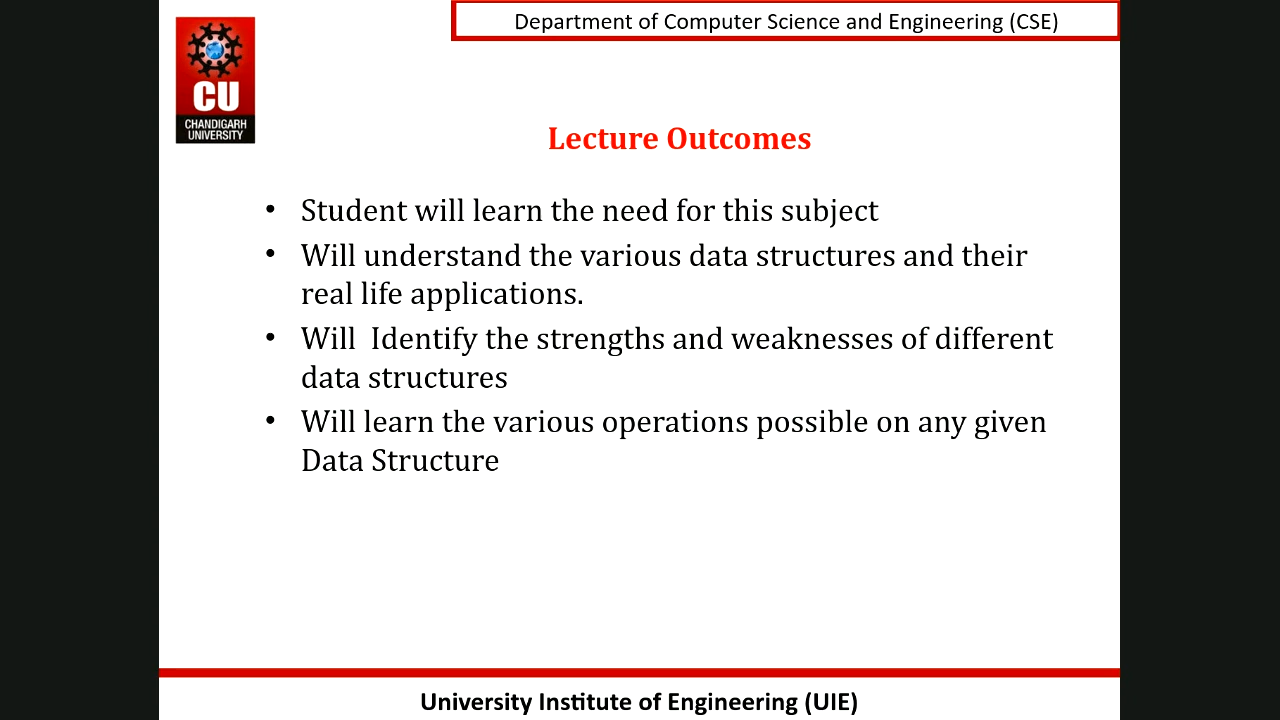 Department of Computer Science and Engineering (CSE)
CU
CHANDIGARH
UNIVERSITY
Lecture Outcomes
• Student will learn the need for this subject
• Will understand the various data structures and their
real life applications.
• Will  Identify the strengths and weaknesses of different
data structures
• Will learn the various operations possible on any given
Data Structure
University Institute of Engineering (UIE)